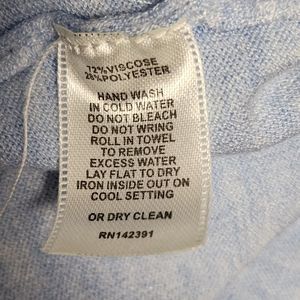 72%VISCOSE
28%POLYESTER
HAND WASH
IN COLD WATER
DO NOT BLEACH
DO NOT WRING
ROLL IN TOWEL
TO REMOVE
EXCESS WATER
LAY FLAT TO DRY
IRON INSIDE OUT ON
COOL SETTING
OR DRY CLEAN
RN142391